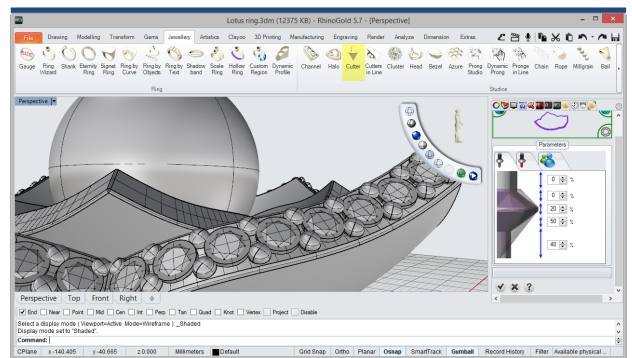 Lotus ring.3dm (12375 KB) - RhinoGold 5.7 - [Perspective]
File Drawing Modelling Transform Gems Jewellery Artistics Clayoo 3D Printing Manufacturing Engraving Render Analyze Dimension Extras
Gauge Ring Wizard Shank Eternity Ring Signet Ring Ring by Curve Ring by Objects Ring by Text Shadow band Scale Ring Hollow Ring Custom Region Dynamic Profile Channel Halo Cutter Cutters in Line Cluster Head Bezel Azure Prong Studio Dynamic Prong Prongs in Line Chain Rope Milligrain Bail
Ring Studios
Perspective
Parameters
0 %
0 %
20 %
50 %
40 %
Perspective Top Front Right
End Near Point Mid Cen Int Perp Tan Quad Knot Vertex Project Disable
Select a display mode ( Viewport=Active Mode=Wireframe ): _Shaded
Display mode set to "Shaded".
Command:
CPlane x -140.405 y -40.665 z 0.000 Millimeters Default Grid Snap Ortho Planar Osnap SmartTrack Gumball Record History Filter Available physical ...